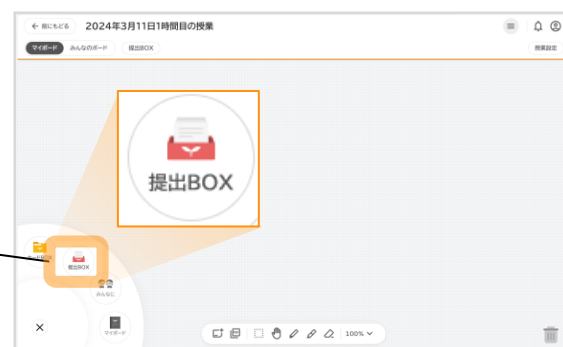 ← 前にもどる
2024年3月11日1時間目の授業
マイボード
みんなのボード
提出BOX
授業設定
提出BOX
提出BOX
みんなに
マイボード
×
100%